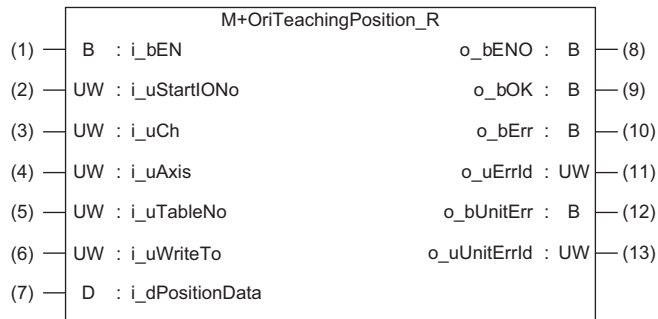 M+OriTeachingPosition_R
(1) B : i_bEN o_bENO : B (8)
(2) UW : i_uStartIONo o_bOK : B (9)
(3) UW : i_uCh o_bErr : B (10)
(4) UW : i_uAxis o_uErrId : UW (11)
(5) UW : i_uTableNo o_bUnitErr : B (12)
(6) UW : i_uWriteTo o_uUnitErrId : UW (13)
(7) D : i_dPositionData